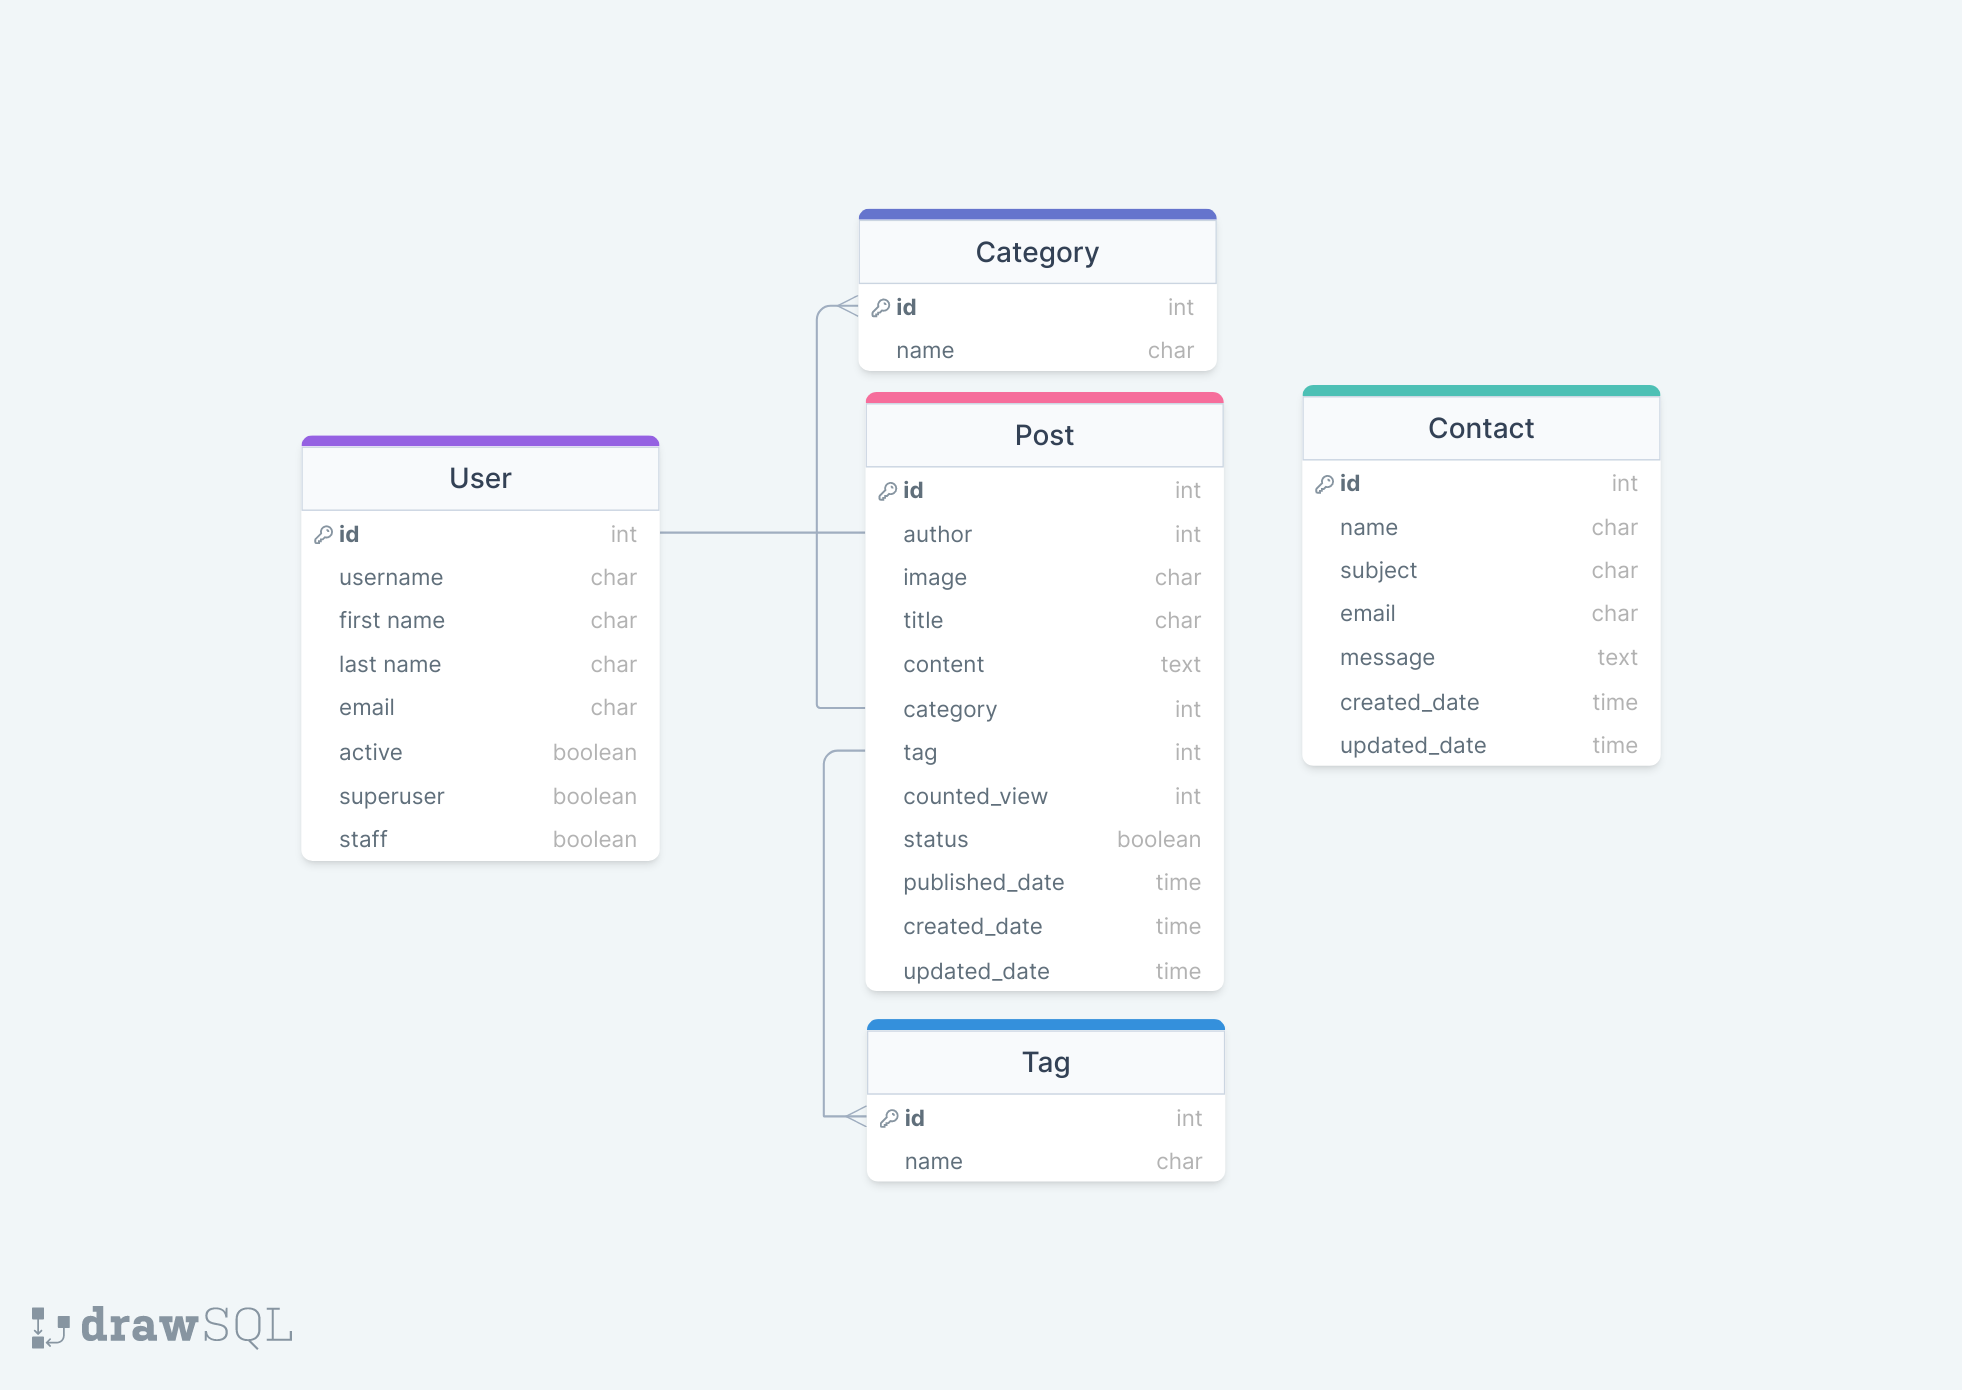 Category
id int
name char
User
id int
username char
first name char
last name char
email char
active boolean
superuser boolean
staff boolean
Post
id int
author int
image char
title char
content text
category int
tag int
counted_view int
status boolean
published_date time
created_date time
updated_date time
Contact
id int
name char
subject char
email char
message text
created_date time
updated_date time
Tag
id int
name char
drawSQL